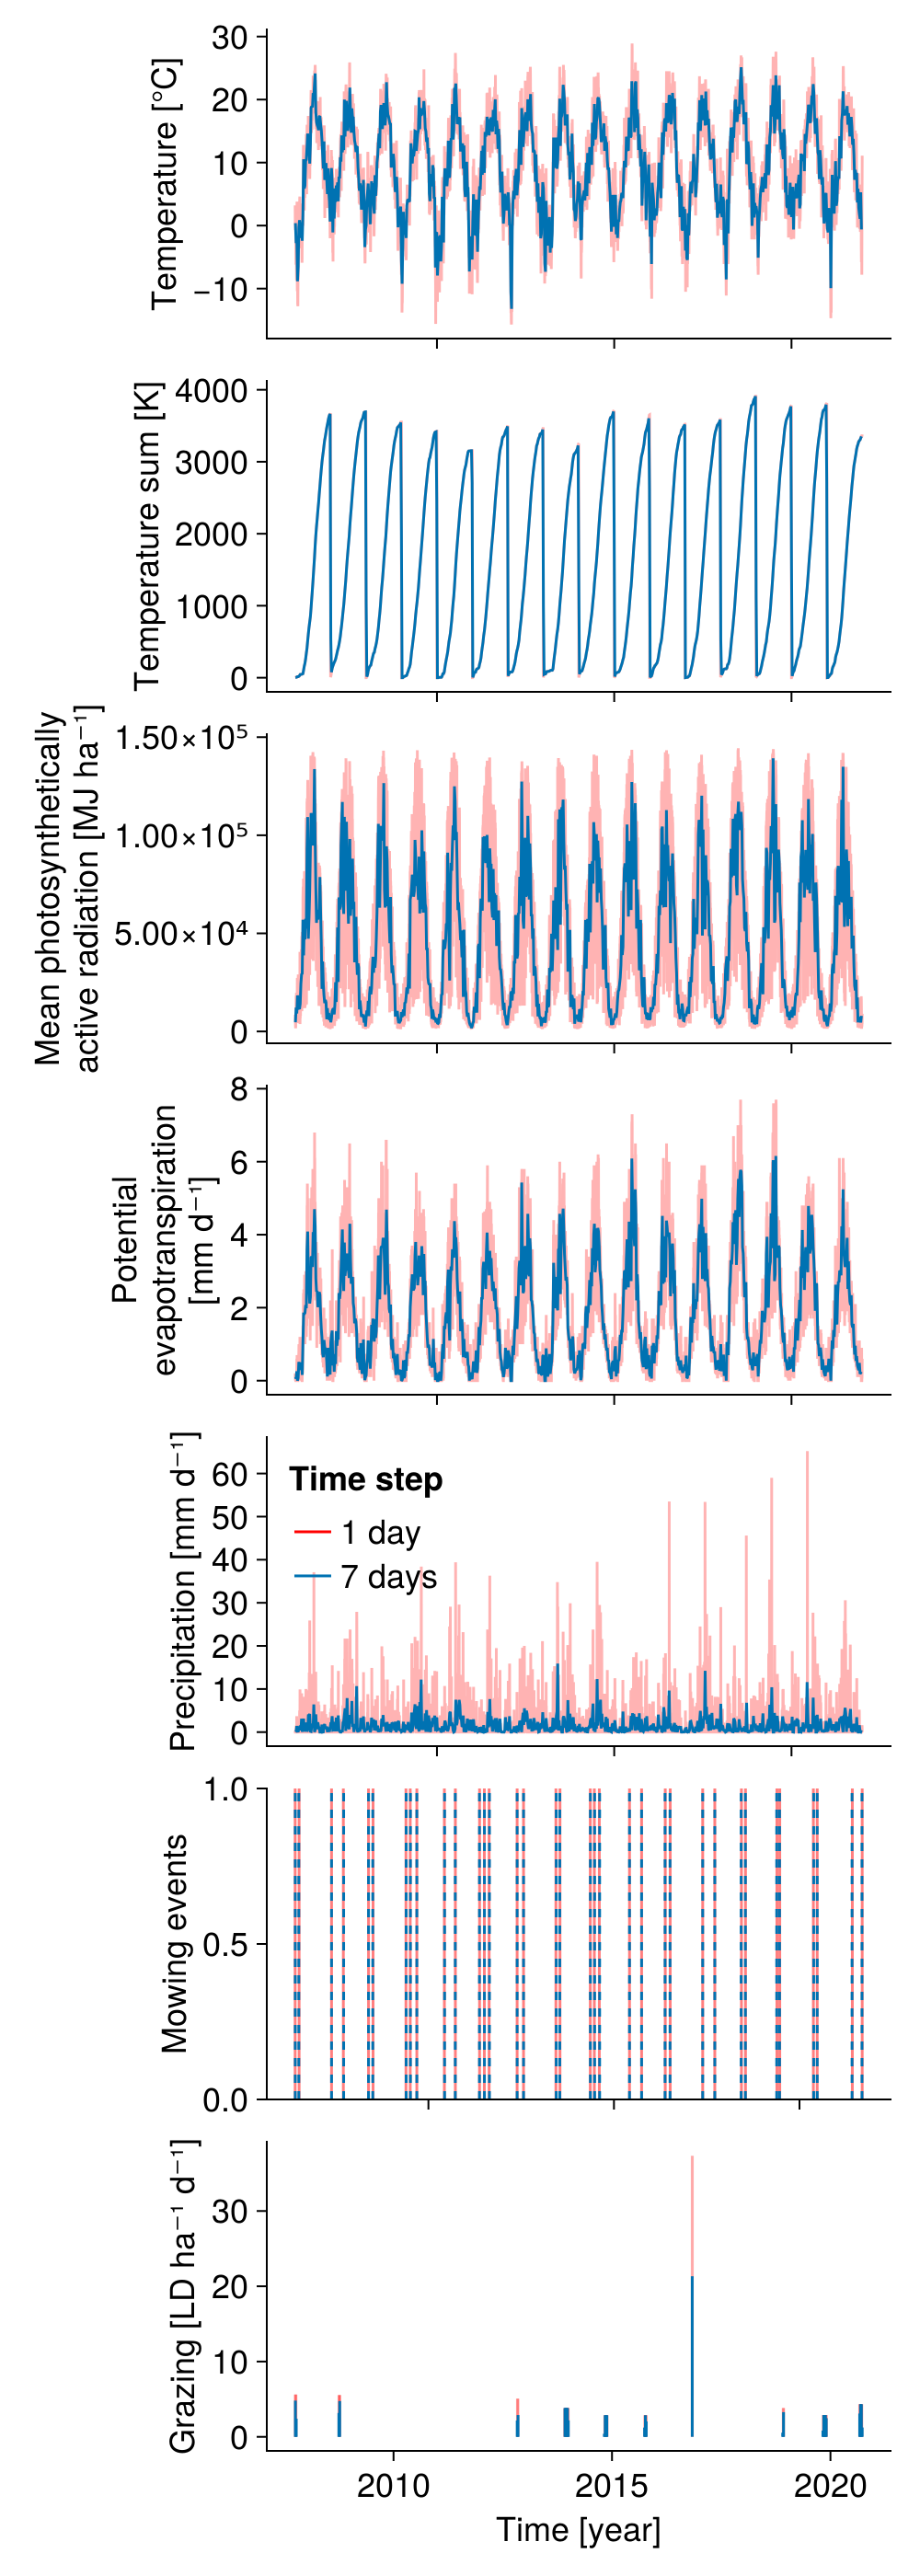 Temperature [°C]
30
20
10
0
−10
Temperature sum [K]
4000
3000
2000
1000
0
Mean photosynthetically
active radiation [MJ ha⁻¹]
1.50×10⁵
1.00×10⁵
5.00×10⁴
0
Potential
evapotranspiration
[mm d⁻¹]
8
6
4
2
0
Precipitation [mm d⁻¹]
60
50
40
30
20
10
0
Time step
1 day
7 days
Mowing events
1.0
0.5
0.0
Grazing [LD ha⁻¹ d⁻¹]
30
20
10
0
2010 2015 2020
Time [year]